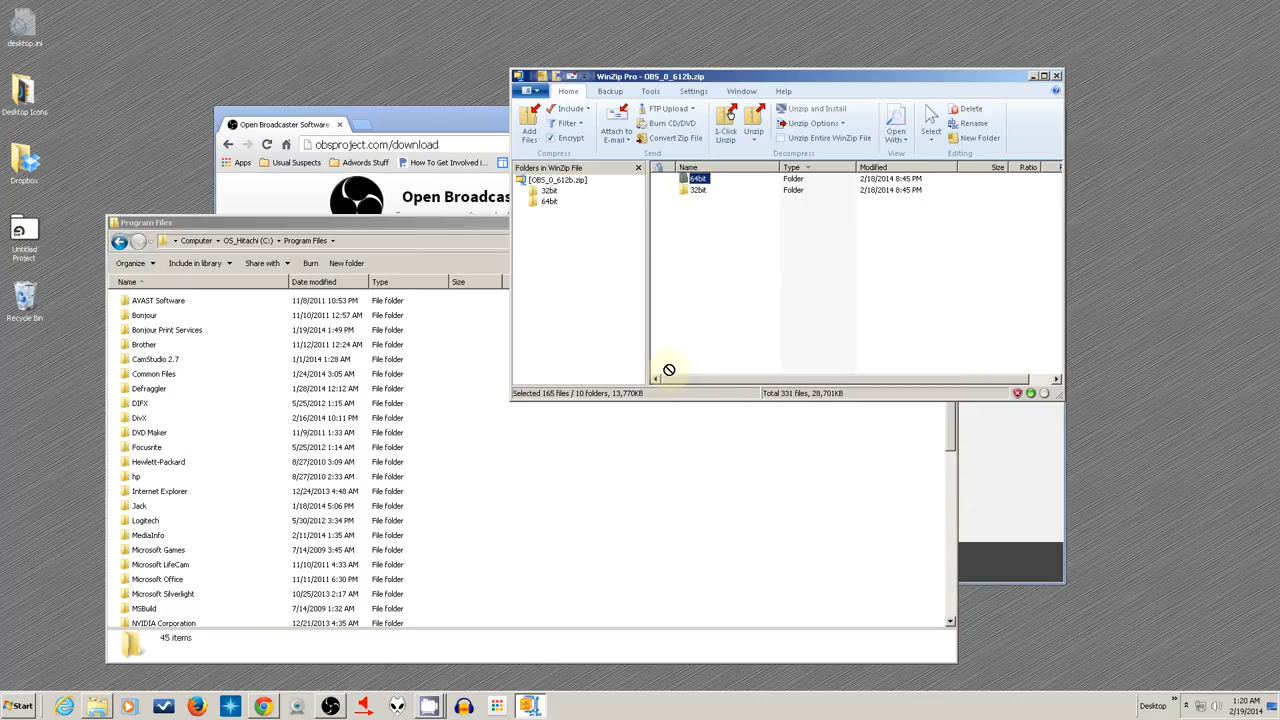 desktop.ini
Desktop Icons
Dropbox
Untitled
Project
Recycle Bin
Open Broadcaster Software
obsproject.com/download
Apps
Usual Suspects
Adwords Stuff
How To Get Involved i...
Open Broadcas
Program Files
Computer
OS_Hitachi (C:)
Program Files
Organize
Include in library
Share with
Burn
New folder
Name
Date modified
Type
Size
AVAST Software 11/8/2011 10:53 PM File folder
Bonjour 11/10/2011 12:57 AM File folder
Bonjour Print Services 1/19/2014 1:49 PM File folder
Brother 11/12/2011 12:24 AM File folder
CamStudio 2.7 1/1/2014 1:28 AM File folder
Common Files 1/24/2014 3:05 AM File folder
Defraggler 1/28/2014 12:12 AM File folder
DIFX 5/25/2012 1:15 AM File folder
DivX 2/16/2014 10:11 PM File folder
DVD Maker 11/9/2011 1:33 AM File folder
Focusrite 5/25/2012 1:14 AM File folder
Hewlett-Packard 8/27/2010 3:09 AM File folder
hp 8/27/2010 2:33 AM File folder
Internet Explorer 12/24/2013 4:48 AM File folder
Jack 1/18/2014 5:06 PM File folder
Logitech 5/30/2012 3:34 PM File folder
MediaInfo 2/11/2014 1:35 AM File folder
Microsoft Games 7/14/2009 3:45 AM File folder
Microsoft LifeCam 11/10/2011 4:33 AM File folder
Microsoft Office 11/11/2011 6:30 PM File folder
Microsoft Silverlight 10/25/2013 2:17 AM File folder
MSBuild 7/14/2009 1:32 AM File folder
NVIDIA Corporation 12/21/2013 4:35 AM File folder
45 items
WinZip Pro - OBS_0_612b.zip
Home
Backup
Tools
Settings
Window
Help
Add
Files
Include
Filter
Encrypt
Compress
Attach to
E-mail
FTP Upload
Burn CD/DVD
Convert Zip File
Send
1-Click
Unzip
Unzip
Unzip and Install
Unzip Options
Unzip Entire WinZip File
Decompress
Open
With
View
Select
Delete
Rename
New Folder
Editing
Folders in WinZip File
[OBS_0_612b.zip]
32bit
64bit
Name Type Modified Size Ratio
64bit Folder 2/18/2014 8:45 PM
32bit Folder 2/18/2014 8:45 PM
Selected 165 files / 10 folders, 13,770KB
Total 331 files, 28,701KB
Start
Desktop
1:20 AM
2/19/2014